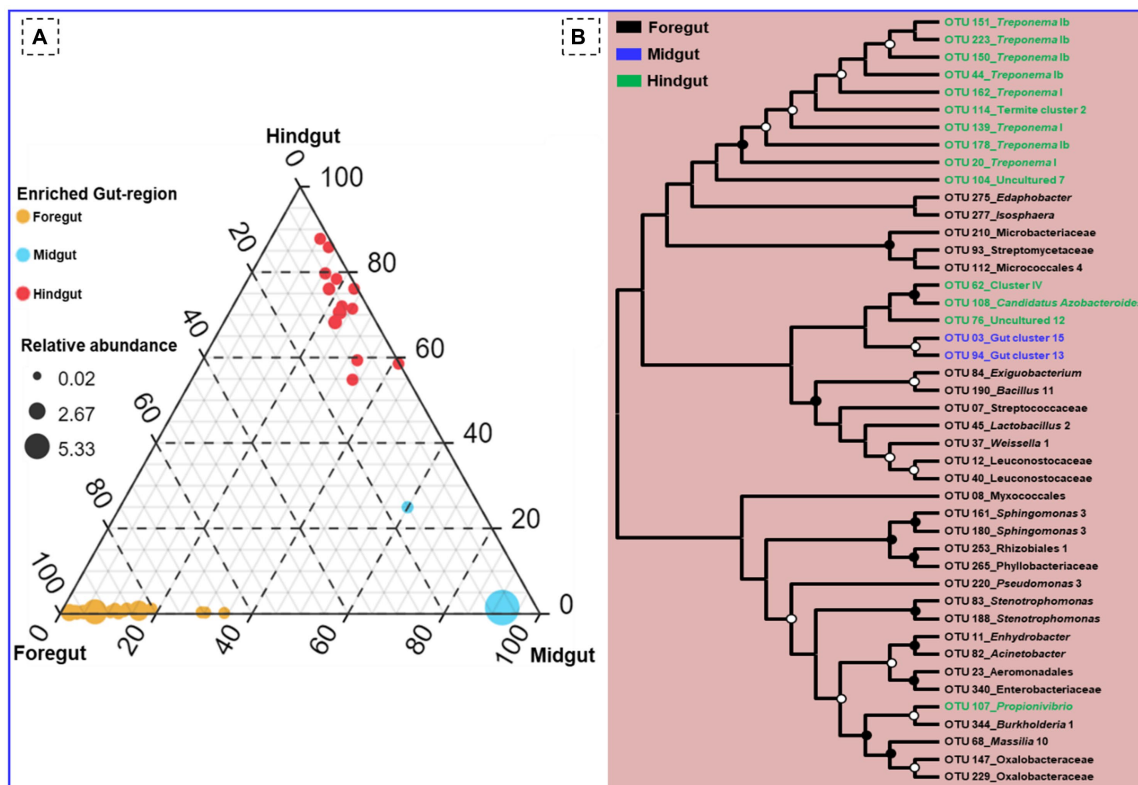 A
Hindgut
0
100
20
80
40
60
60
40
80
20
100
0
0
20
40
60
80
100
Foregut
Midgut
Enriched Gut-region
Foregut
Midgut
Hindgut
Relative abundance
0.02
2.67
5.33
B
Foregut
Midgut
Hindgut
OTU 151_Treponema Ib
OTU 223_Treponema Ib
OTU 150_Treponema Ib
OTU 44_Treponema Ib
OTU 162_Treponema I
OTU 114_Termite cluster 2
OTU 139_Treponema I
OTU 178_Treponema Ib
OTU 20_Treponema I
OTU 104_Uncultured 7
OTU 275_Edaphobacter
OTU 277_Isosphaera
OTU 210_Microbacteriaceae
OTU 93_Streptomycetaceae
OTU 112_Micrococcales 4
OTU 62_Cluster IV
OTU 108_Candidatus Azobacteroides
OTU 76_Uncultured 12
OTU 03_Gut cluster 15
OTU 94_Gut cluster 13
OTU 84_Exiguobacterium
OTU 190_Bacillus 11
OTU 07_Streptococcaceae
OTU 45_Lactobacillus 2
OTU 37_Weissella 1
OTU 12_Leuconostocaceae
OTU 40_Leuconostocaceae
OTU 08_Myxococcales
OTU 161_Sphingomonas 3
OTU 180_Sphingomonas 3
OTU 253_Rhizobiales 1
OTU 265_Phyllobacteriaceae
OTU 220_Pseudomonas 3
OTU 83_Stenotrophomonas
OTU 188_Stenotrophomonas
OTU 11_Enhydrobacter
OTU 82_Acinetobacter
OTU 23_Aeromonadales
OTU 340_Enterobacteriaceae
OTU 107_Propionivibrio
OTU 344_Burkholderia 1
OTU 68_Massilia 10
OTU 147_Oxalobacteraceae
OTU 229_Oxalobacteraceae